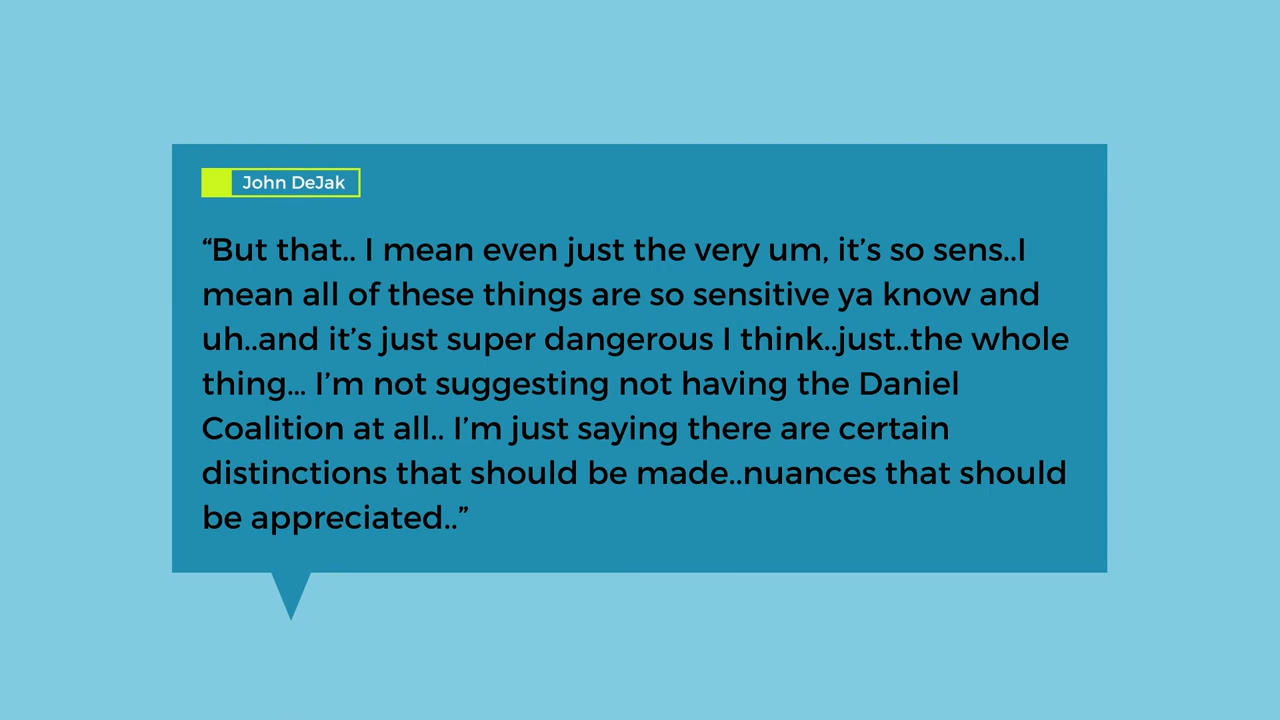 John DeJak
“But that.. I mean even just the very um, it’s so sens..I
mean all of these things are so sensitive ya know and
uh..and it’s just super dangerous I think..just..the whole
thing... I’m not suggesting not having the Daniel
Coalition at all.. I’m just saying there are certain
distinctions that should be made..nuances that should
be appreciated..”